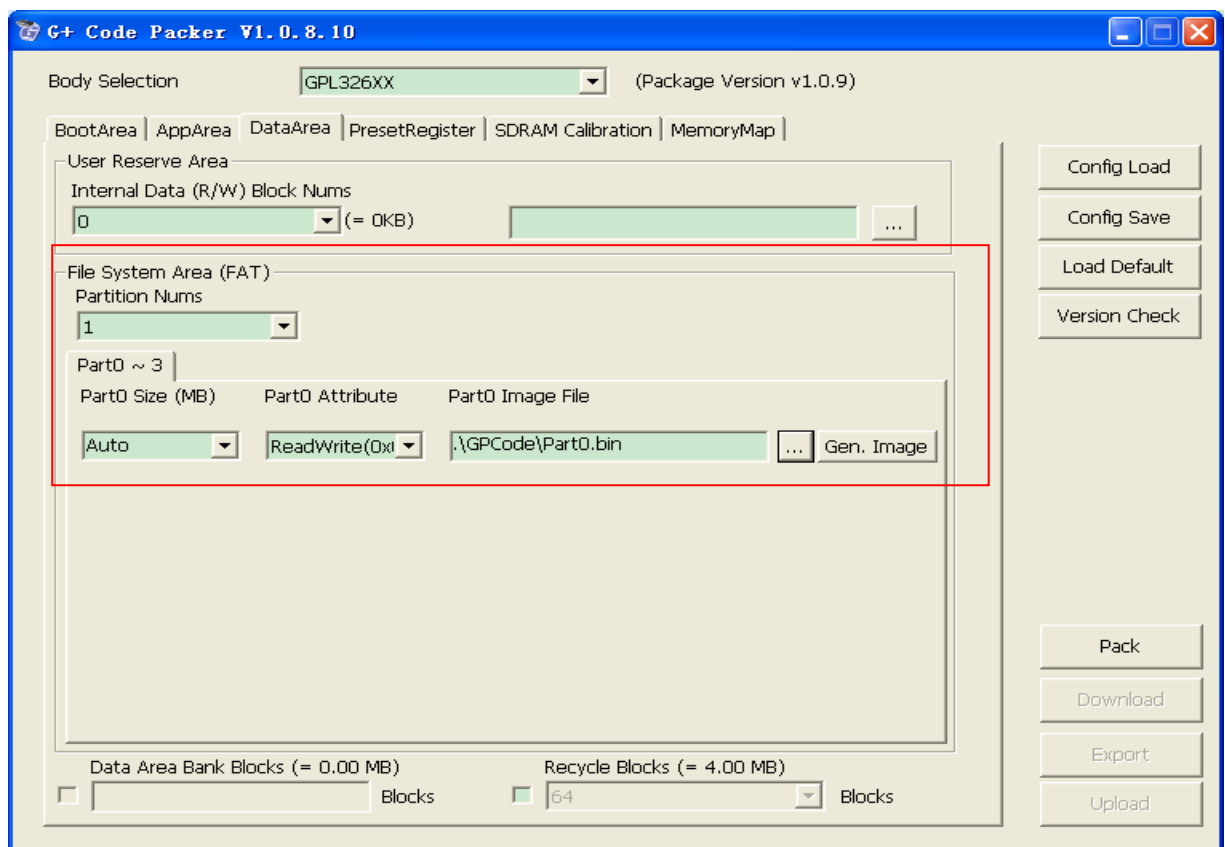 G+ Code Packer V1.0.8.10
Body Selection GPL326XX (Package Version v1.0.9)
BootArea AppArea DataArea PresetRegister SDRAM Calibration MemoryMap
User Reserve Area
Internal Data (R/W) Block Nums
0 (= 0KB) ...
File System Area (FAT)
Partition Nums
1
Part0 ~ 3
Part0 Size (MB) Part0 Attribute Part0 Image File
Auto ReadWrite(0x .\GPCode\Part0.bin ... Gen. Image
Data Area Bank Blocks (= 0.00 MB) Recycle Blocks (= 4.00 MB)
Blocks 64 Blocks
Config Load
Config Save
Load Default
Version Check
Pack
Download
Export
Upload